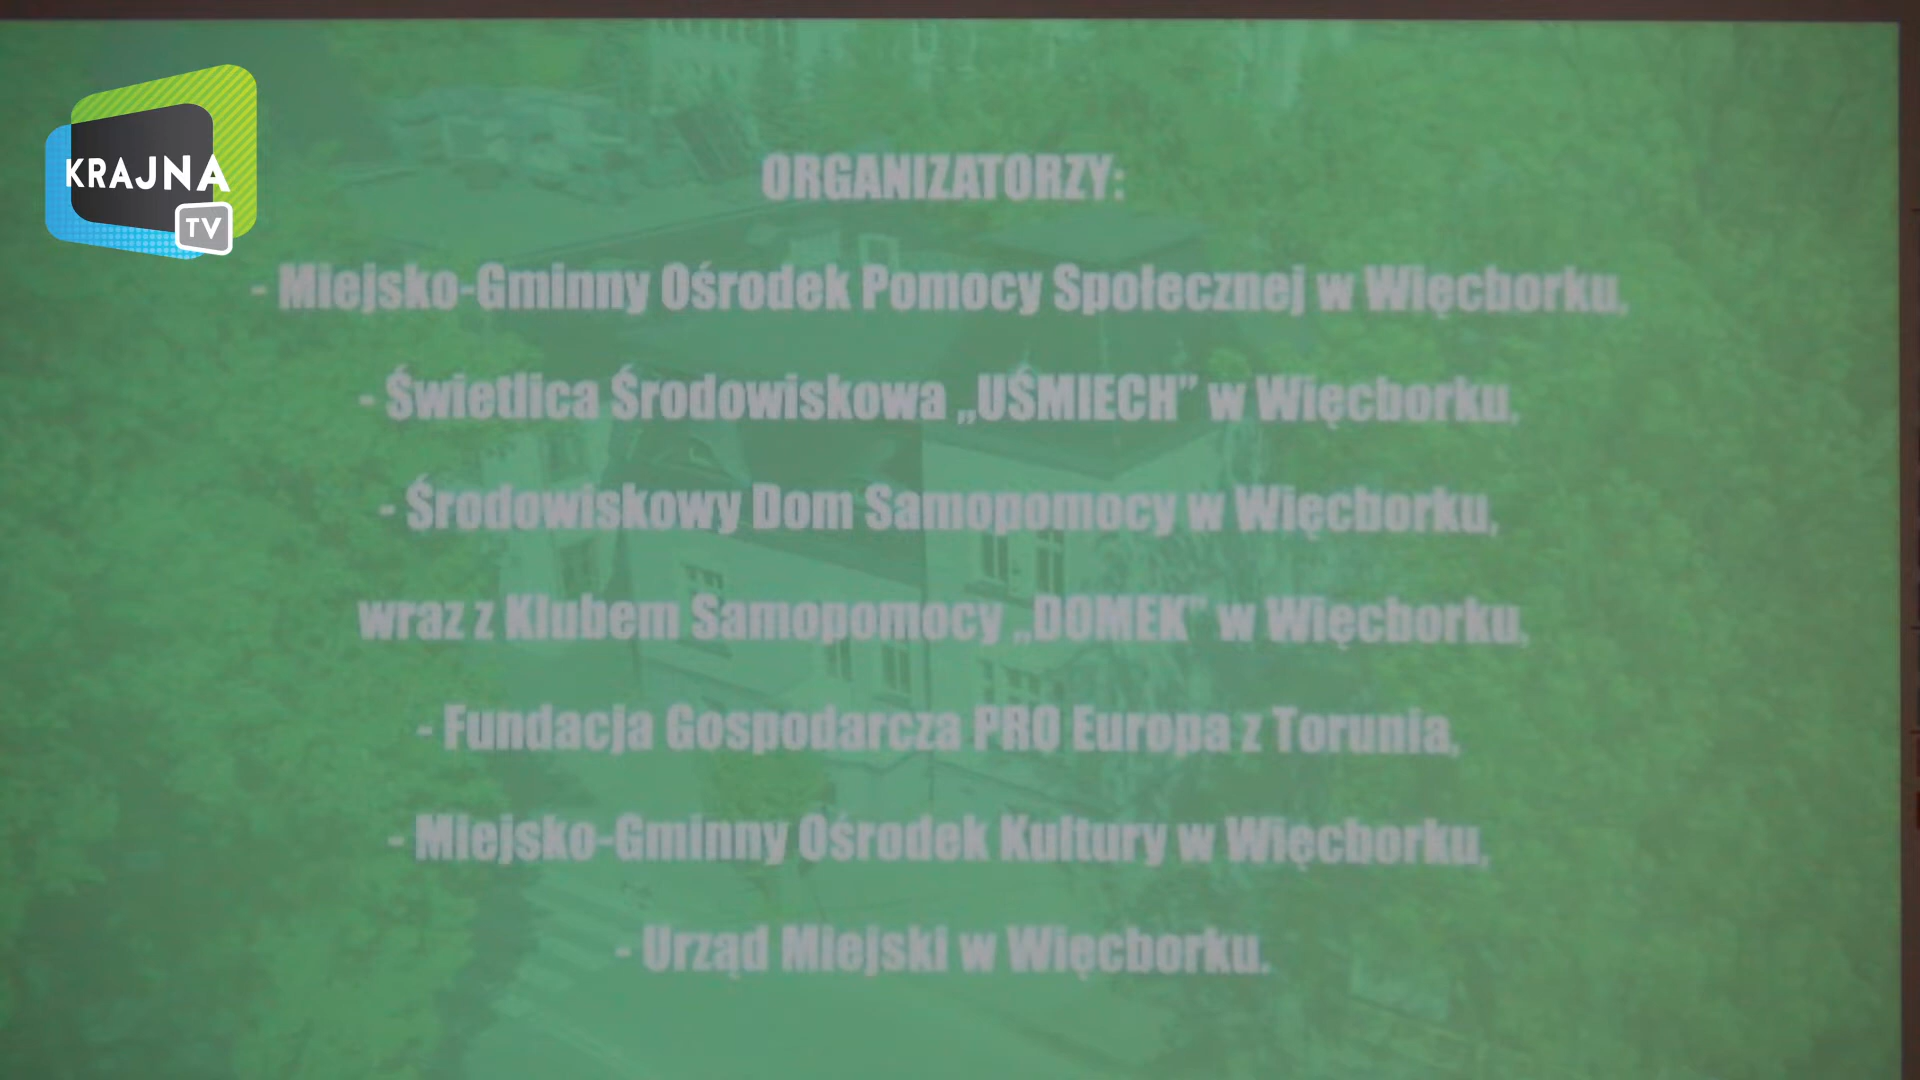 KRAJNA
TV
ORGANIZATORZY:
- Miejsko-Gminny Ośrodek Pomocy Społecznej w Więcborku,
- Świetlica Środowiskowa „UŚMIECH” w Więcborku,
- Środowiskowy Dom Samopomocy w Więcborku,
wraz z Klubem Samopomocy „DOMEK” w Więcborku,
- Fundacja Gospodarcza PRO Europa z Torunia,
- Miejsko-Gminny Ośrodek Kultury w Więcborku,
- Urząd Miejski w Więcborku.